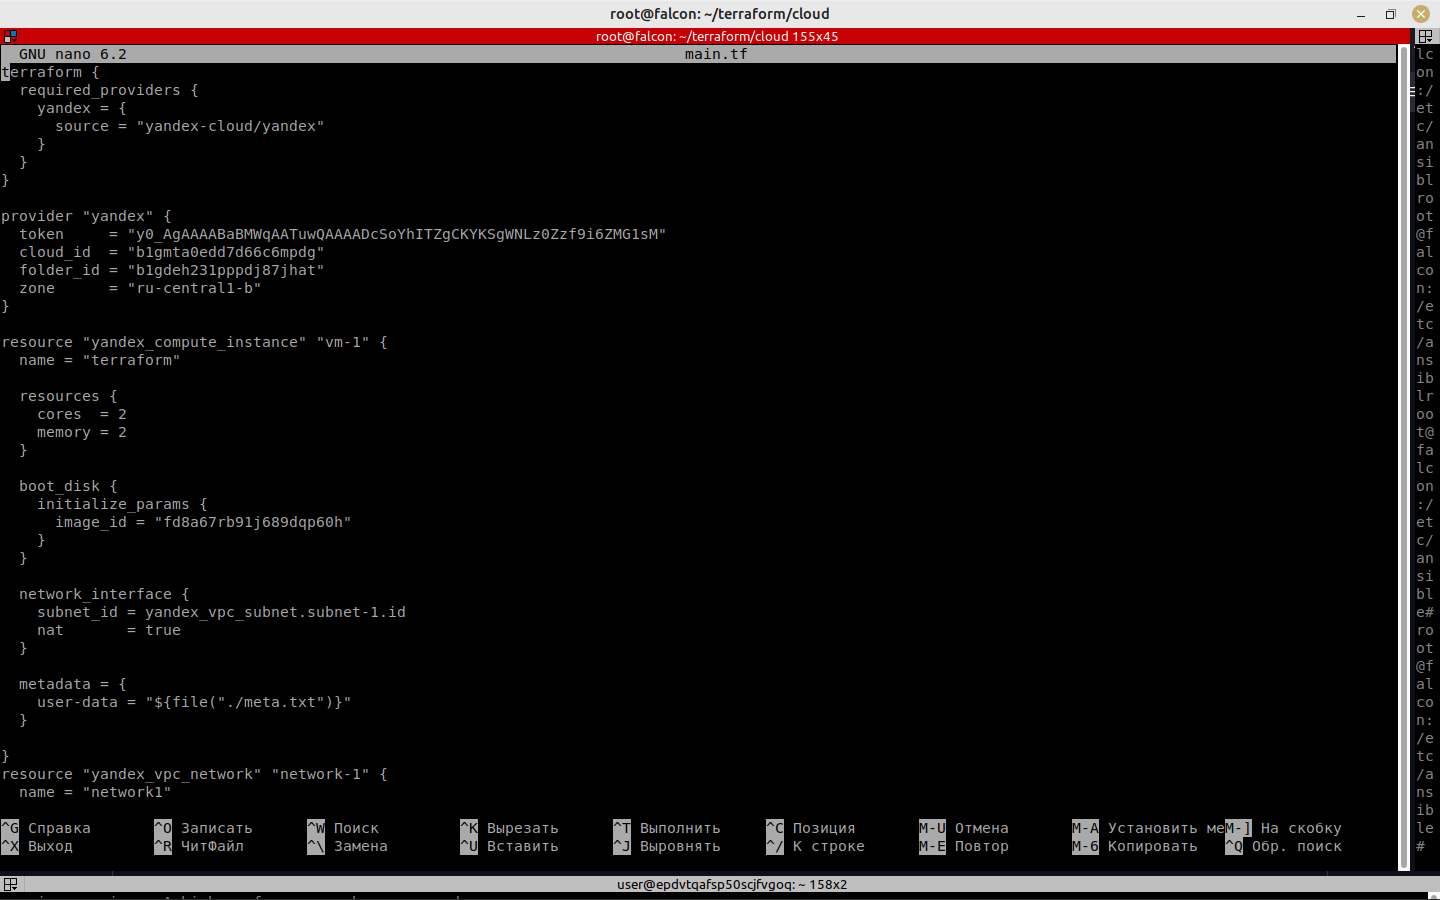 root@falcon: ~/terraform/cloud
root@falcon: ~/terraform/cloud 155x45
GNU nano 6.2 main.tf
terraform {
  required_providers {
    yandex = {
      source = "yandex-cloud/yandex"
    }
  }
}
provider "yandex" {
  token     = "y0_AgAAAABaBMWqAATuwQAAAADcSoYhITZgCKYKSgWNLz0Zzf9i6ZMG1sM"
  cloud_id  = "b1gmta0edd7d66c6mpdg"
  folder_id = "b1gdeh231pppdj87jhat"
  zone      = "ru-central1-b"
}
resource "yandex_compute_instance" "vm-1" {
  name = "terraform"
  resources {
    cores  = 2
    memory = 2
  }
  boot_disk {
    initialize_params {
      image_id = "fd8a67rb91j689dqp60h"
    }
  }
  network_interface {
    subnet_id = yandex_vpc_subnet.subnet-1.id
    nat       = true
  }
  metadata = {
    user-data = "${file("./meta.txt")}"
  }
}
resource "yandex_vpc_network" "network-1" {
  name = "network1"
^G Справка ^O Записать ^W Поиск ^K Вырезать ^T Выполнить ^C Позиция M-U Отмена M-A Установить ме M-] На скобку
^X Выход ^R ЧитФайл ^\ Замена ^U Вставить ^J Выровнять ^/ К строке M-E Повтор M-6 Копировать ^Q Обр. поиск
lc
on
:/
et
c/
an
si
bl
ro
ot
@f
al
co
n:
/e
tc
/a
ns
ib
lr
oo
t@
fa
lc
on
:/
et
c/
an
si
bl
e#
ro
ot
@f
al
co
n:
/e
tc
/a
ns
ib
le
#
user@epdvtqafsp50scjfvgoq: ~ 158x2